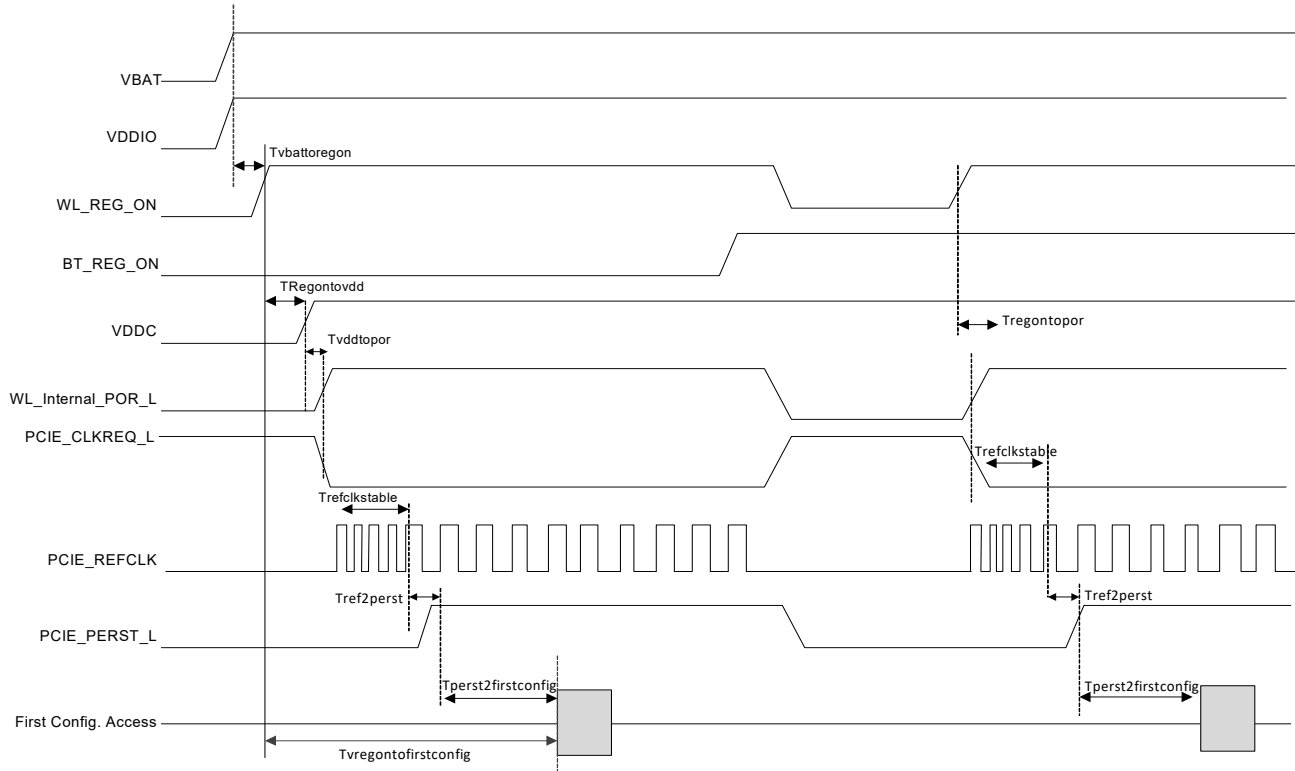 VBAT
VDDIO
Tvbattoregon
WL_REG_ON
BT_REG_ON
TRegontovdd
VDDC
Tregontopor
Tvddtopor
WL_Internal_POR_L
PCIE_CLKREQ_L
Trefclkstable
Trefclkstable
PCIE_REFCLK
Tref2perst
Tref2perst
PCIE_PERST_L
Tperst2firstconfig
Tperst2firstconfig
First Config. Access
Tvregontofirstconfig